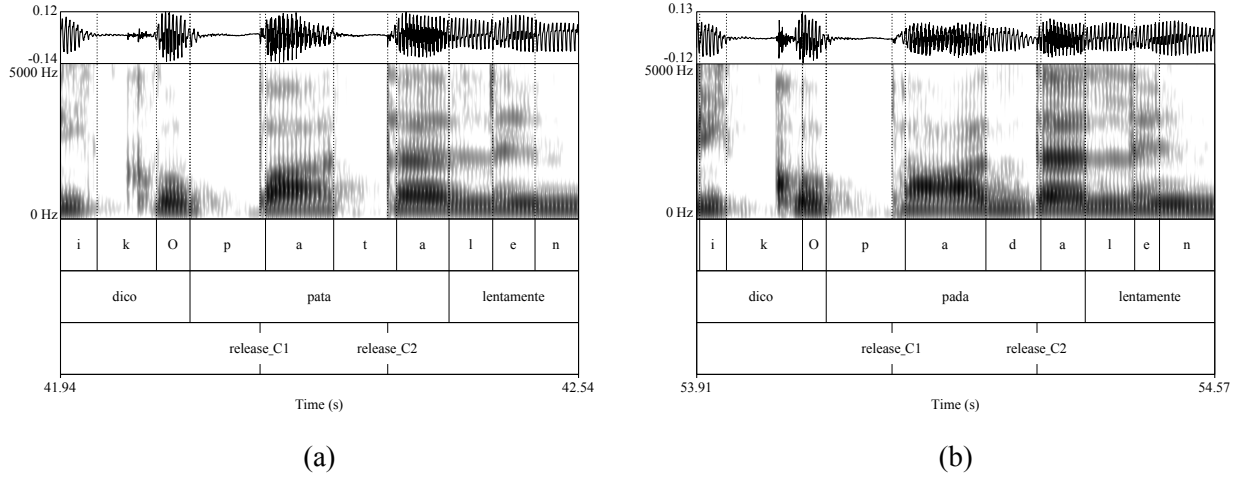 0.12
-0.14
5000 Hz
0 Hz
i k O p a t a l e n
dico pata lentamente
release_C1 release_C2
41.94 42.54
Time (s)
(a)
0.13
-0.12
5000 Hz
0 Hz
i k O p a d a l e n
dico pada lentamente
release_C1 release_C2
53.91 54.57
Time (s)
(b)